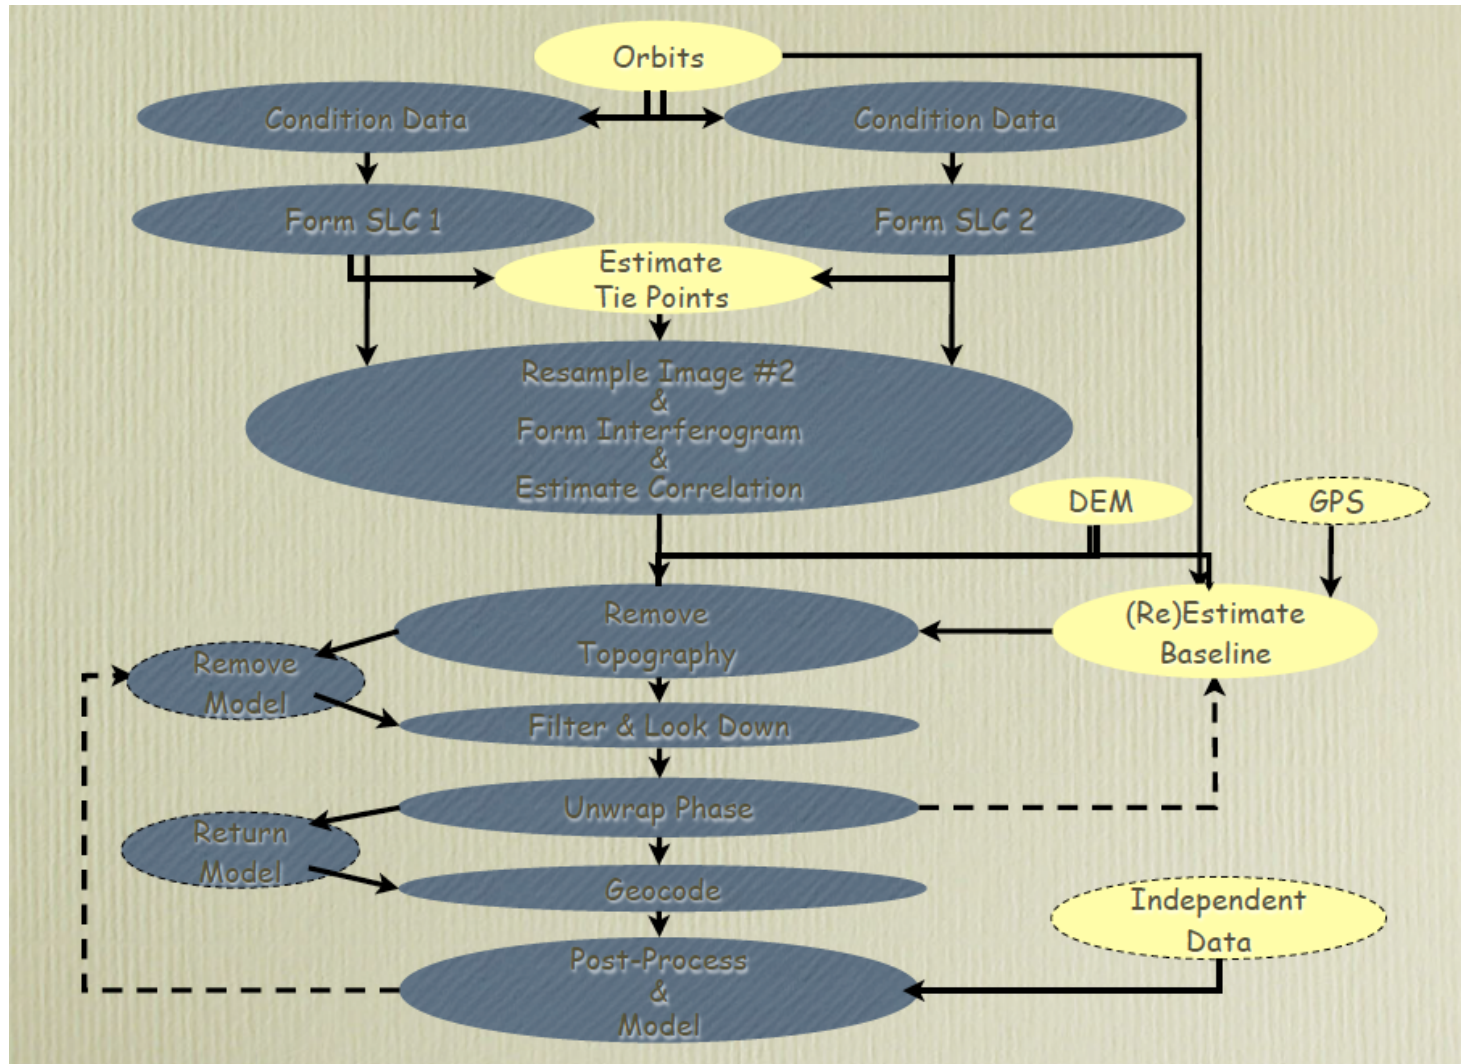 Orbits
Condition Data
Condition Data
Form SLC 1
Form SLC 2
Estimate
Tie Points
Resample Image #2
&
Form Interferogram
&
Estimate Correlation
DEM
GPS
Remove
Topography
(Re)Estimate
Baseline
Remove
Model
Filter & Look Down
Unwrap Phase
Return
Model
Geocode
Independent
Data
Post-Process
&
Model